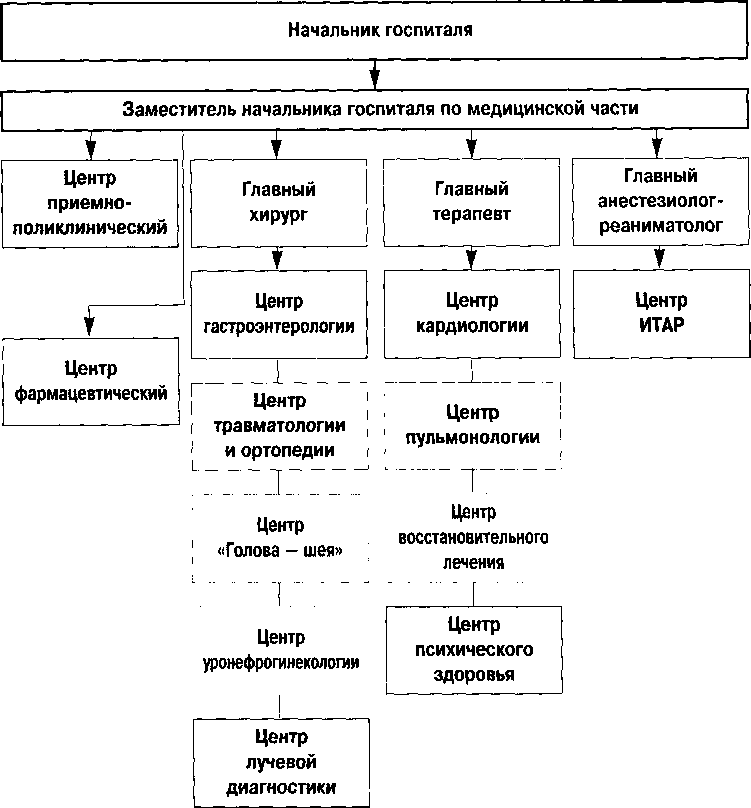 Начальник госпиталя
Заместитель начальника госпиталя по медицинской части
Центр
приемно-
поликлинический
Главный
хирург
Главный
терапевт
Главный
анестезиолог-
реаниматолог
Центр
гастроэнтерологии
Центр
кардиологии
Центр
ИТАР
Центр
фармацевтический
Центр
травматологии
и ортопедии
Центр
пульмонологии
Центр
«Голова — шея»
Центр
восстановительного
лечения
Центр
уронефрогинекологии
Центр
психического
здоровья
Центр
лучевой
диагностики